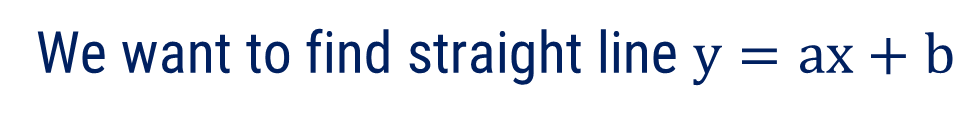 We want to find straight line y = ax + b